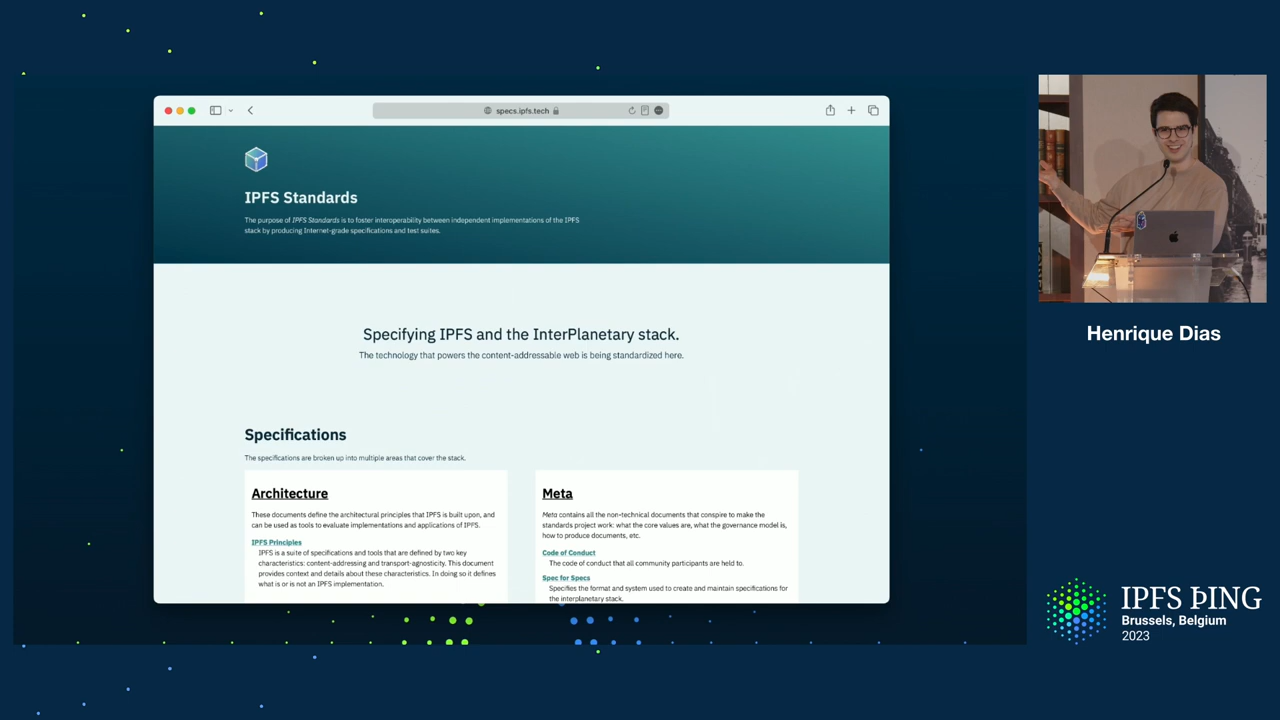 specs.ipfs.tech
IPFS Standards
The purpose of IPFS Standards is to foster interoperability between independent implementations of the IPFS
stack by producing Internet-grade specifications and test suites.
Specifying IPFS and the InterPlanetary stack.
The technology that powers the content-addressable web is being standardized here.
Specifications
The specifications are broken up into multiple areas that cover the stack.
Architecture
These documents define the architectural principles that IPFS is built upon, and
can be used as tools to evaluate implementations and applications of IPFS.
IPFS Principles
IPFS is a suite of specifications and tools that are defined by two key
characteristics: content-addressing and transport-agnosticity. This document
provides context and details about these characteristics. In doing so it defines
what is or is not an IPFS implementation.
Meta
Meta contains all the non-technical documents that conspire to make the
standards project work: what the core values are, what the governance model is,
how to produce documents, etc.
Code of Conduct
The code of conduct that all community participants are held to.
Spec for Specs
Specifies the format and system used to create and maintain specifications for
the interplanetary stack.
Henrique Dias
IPFS ÞING
Brussels, Belgium
2023